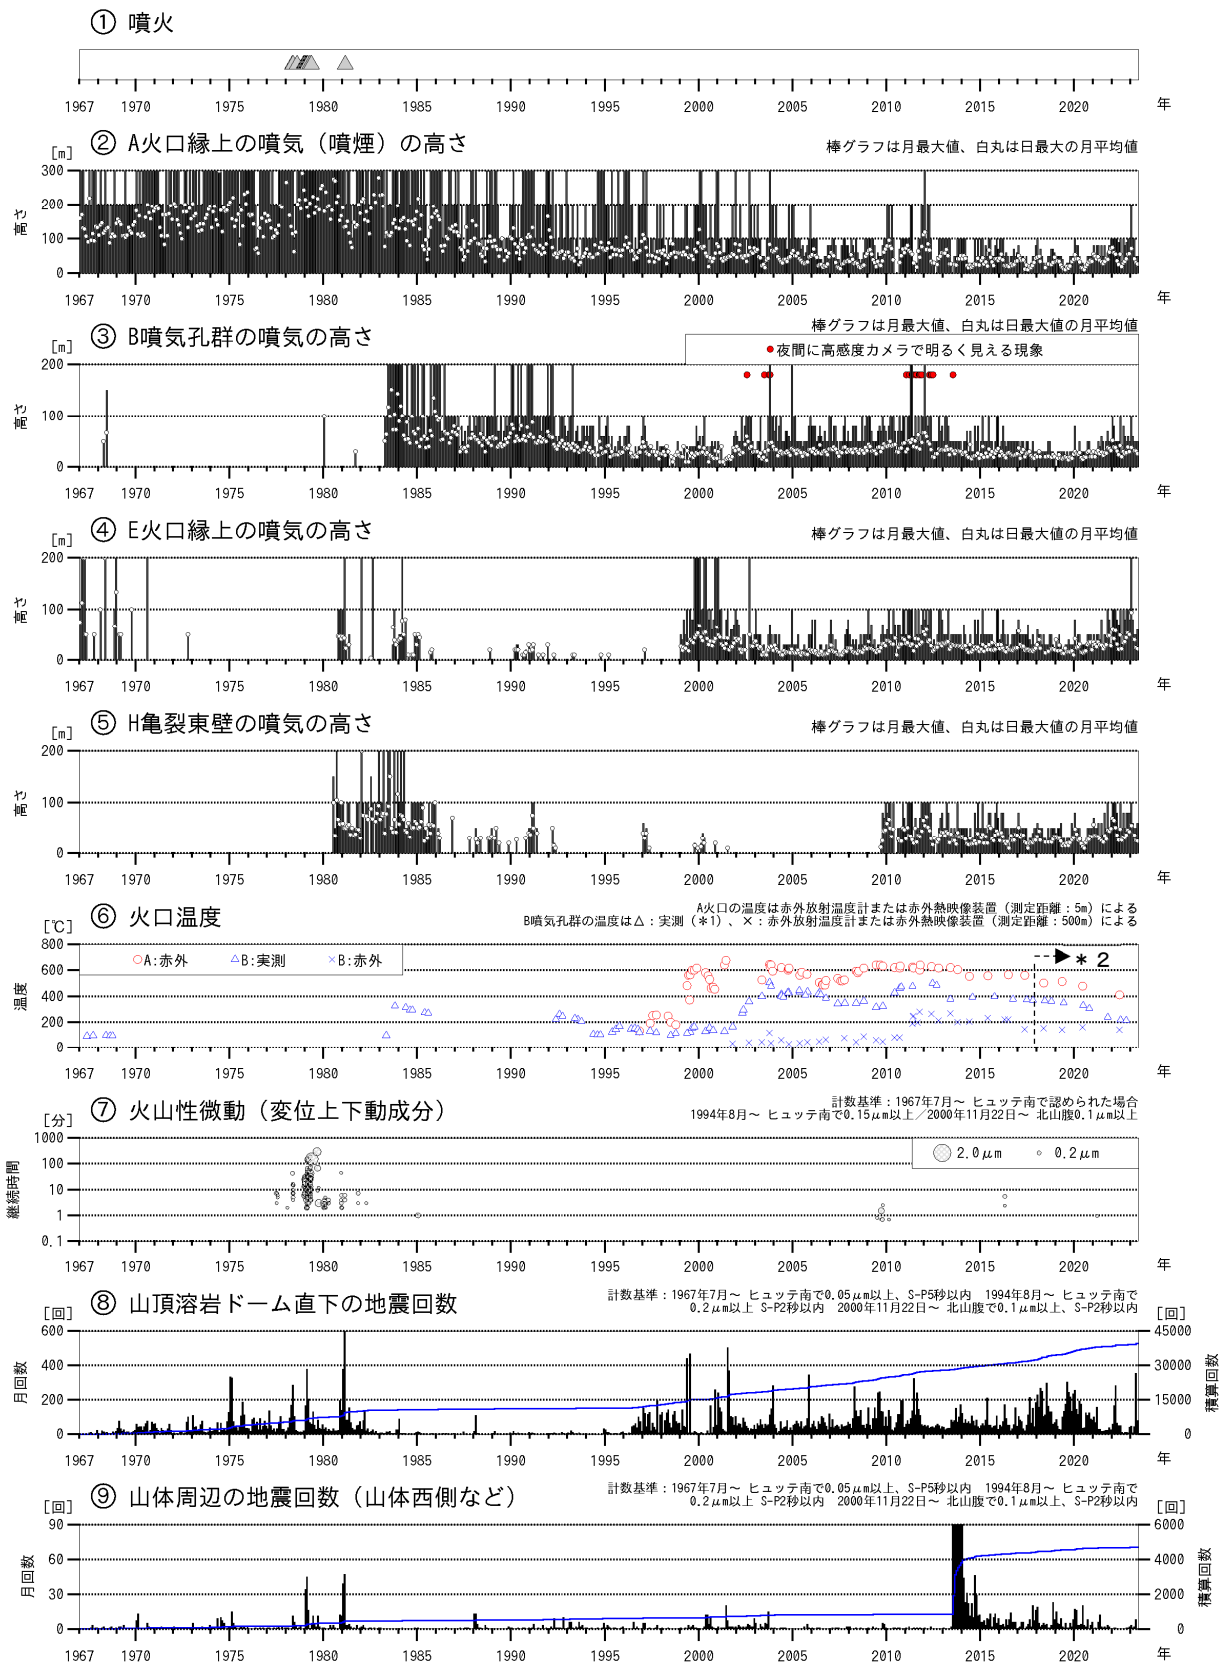 ① 噴火
1967 1970 1975 1980 1985 1990 1995 2000 2005 2010 2015 2020 年
② A火口縁上の噴気（噴煙）の高さ
[m] 棒グラフは月最大値、白丸は日最大の月平均値
高さ
300
200
100
0
1967 1970 1975 1980 1985 1990 1995 2000 2005 2010 2015 2020 年
③ B噴気孔群の噴気の高さ
[m] 棒グラフは月最大値、白丸は日最大値の月平均値
●夜間に高感度カメラで明るく見える現象
高さ
200
100
0
1967 1970 1975 1980 1985 1990 1995 2000 2005 2010 2015 2020 年
④ E火口縁上の噴気の高さ
[m] 棒グラフは月最大値、白丸は日最大値の月平均値
高さ
200
100
0
1967 1970 1975 1980 1985 1990 1995 2000 2005 2010 2015 2020 年
⑤ H亀裂東壁の噴気の高さ
[m] 棒グラフは月最大値、白丸は日最大値の月平均値
高さ
200
100
0
1967 1970 1975 1980 1985 1990 1995 2000 2005 2010 2015 2020 年
⑥ 火口温度
[℃] A火口の温度は赤外放射温度計または赤外熱映像装置（測定距離：5m）による
B噴気孔群の温度は△：実測（＊1）、×：赤外放射温度計または赤外熱映像装置（測定距離：500m）による
○A:赤外 △B:実測 ×B:赤外
＊2
温度
800
600
400
200
0
1967 1970 1975 1980 1985 1990 1995 2000 2005 2010 2015 2020 年
⑦ 火山性微動（変位上下動成分）
[分] 計数基準：1967年7月～ ヒュッテ南で認められた場合
1994年8月～ ヒュッテ南で0.15μm以上／2000年11月22日～ 北山腹0.1μm以上
2.0μm 0.2μm
継続時間
1000
100
10
1
0.1
1967 1970 1975 1980 1985 1990 1995 2000 2005 2010 2015 2020 年
⑧ 山頂溶岩ドーム直下の地震回数
[回] 計数基準：1967年7月～ ヒュッテ南で0.05μm以上、S-P5秒以内 1994年8月～ ヒュッテ南で
0.2μm以上 S-P2秒以内 2000年11月22日～ 北山腹で0.1μm以上、S-P2秒以内 [回]
月回数
積算回数
600 45000
400 30000
200 15000
0 0
1967 1970 1975 1980 1985 1990 1995 2000 2005 2010 2015 2020 年
⑨ 山体周辺の地震回数（山体西側など）
[回] 計数基準：1967年7月～ ヒュッテ南で0.05μm以上、S-P5秒以内 1994年8月～ ヒュッテ南で
0.2μm以上 S-P2秒以内 2000年11月22日～ 北山腹で0.1μm以上、S-P2秒以内 [回]
月回数
積算回数
90 6000
60 4000
30 2000
0 0
1967 1970 1975 1980 1985 1990 1995 2000 2005 2010 2015 2020 年